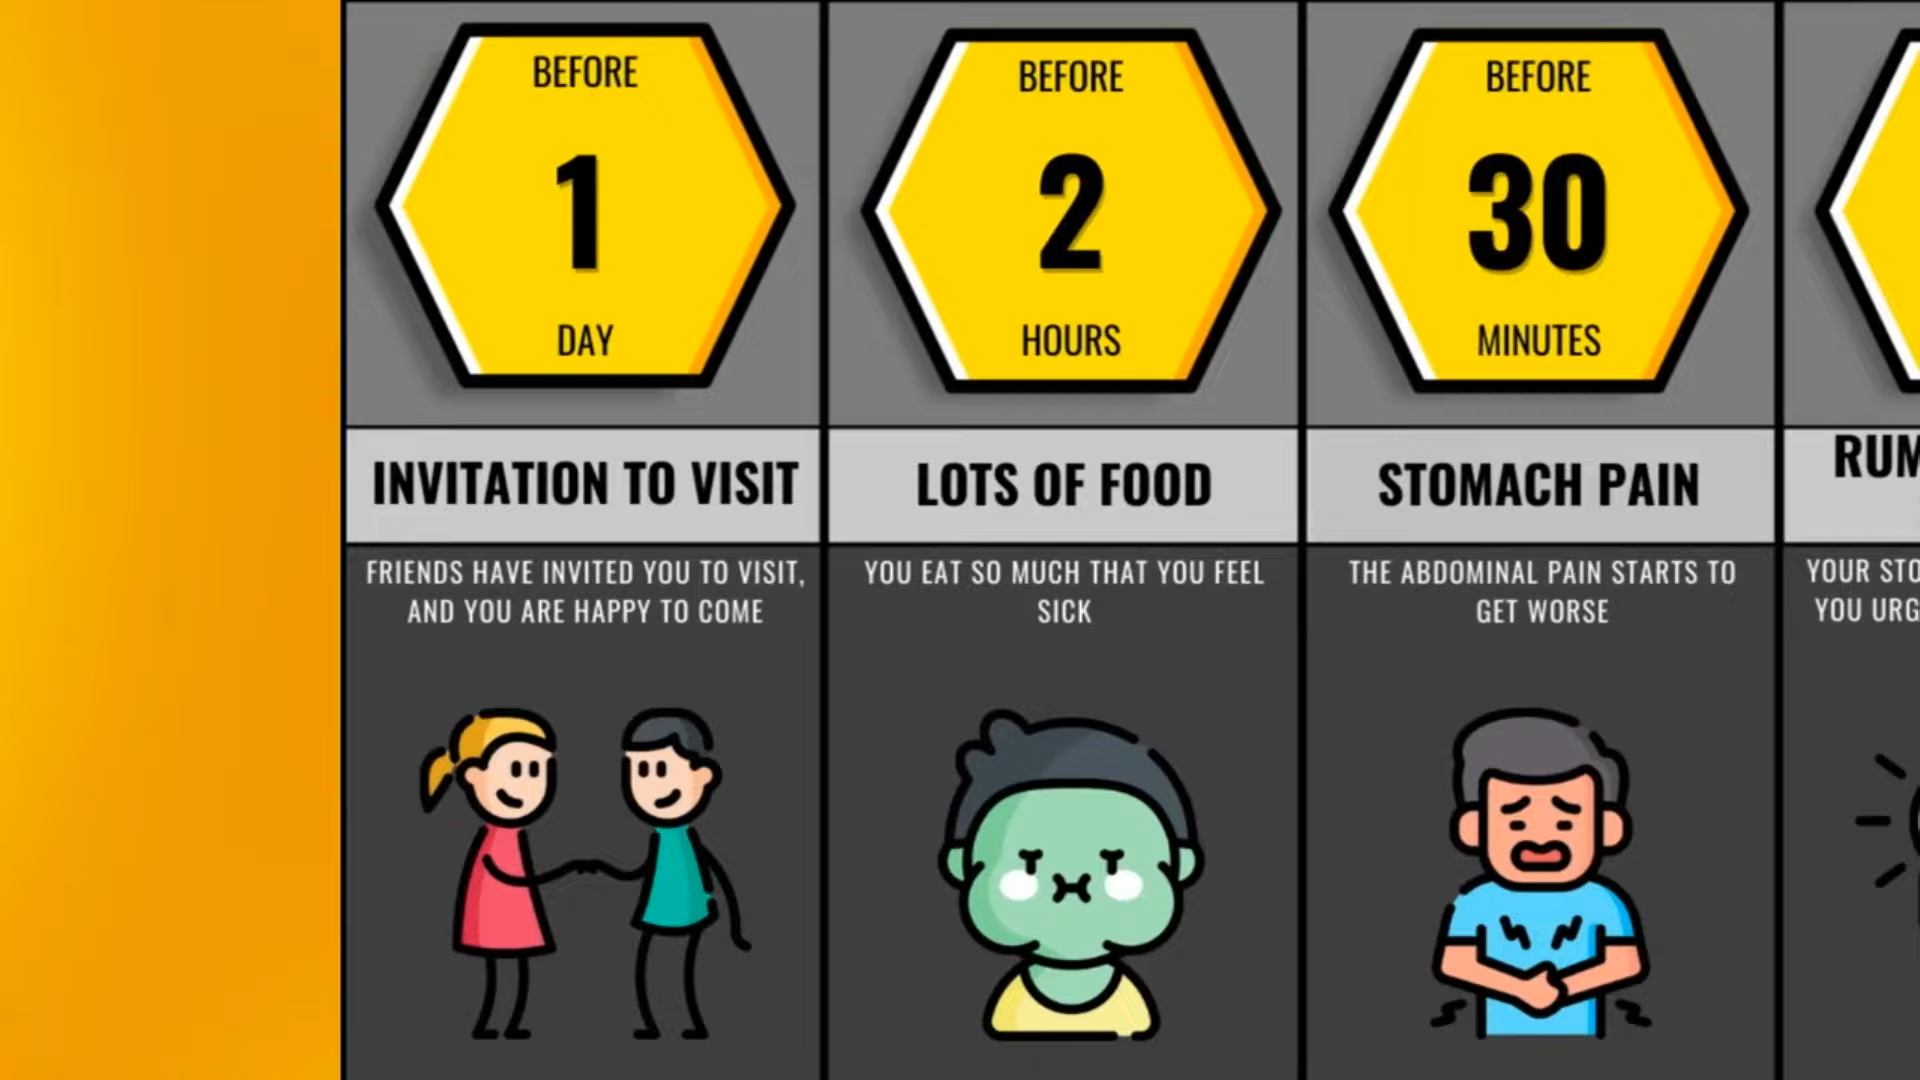 BEFORE
1
DAY
INVITATION TO VISIT
FRIENDS HAVE INVITED YOU TO VISIT,
AND YOU ARE HAPPY TO COME
BEFORE
2
HOURS
LOTS OF FOOD
YOU EAT SO MUCH THAT YOU FEEL
SICK
BEFORE
30
MINUTES
STOMACH PAIN
THE ABDOMINAL PAIN STARTS TO
GET WORSE
YOUR
YOU